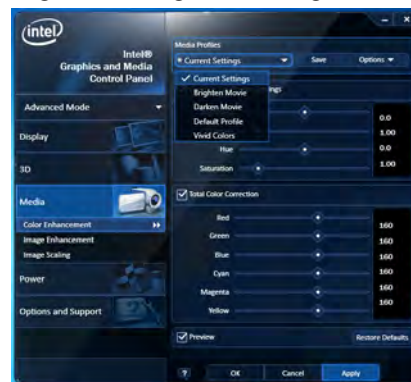 intel
Intel®
Graphics and Media
Control Panel
Advanced Mode
Display
3D
Media
Color Enhancement
Image Enhancement
Image Scaling
Power
Options and Support
Media Profiles
* Current Settings
Save
Options
✓ Current Settings
Brighten Movie
Darken Movie
Default Profile
Vivid Colors
ngs
0.0
1.00
Hue
0.0
Saturation
1.00
Total Color Correction
Red
160
Green
160
Blue
160
Cyan
160
Magenta
160
Yellow
160
Preview
Restore Defaults
?
OK
Cancel
Apply